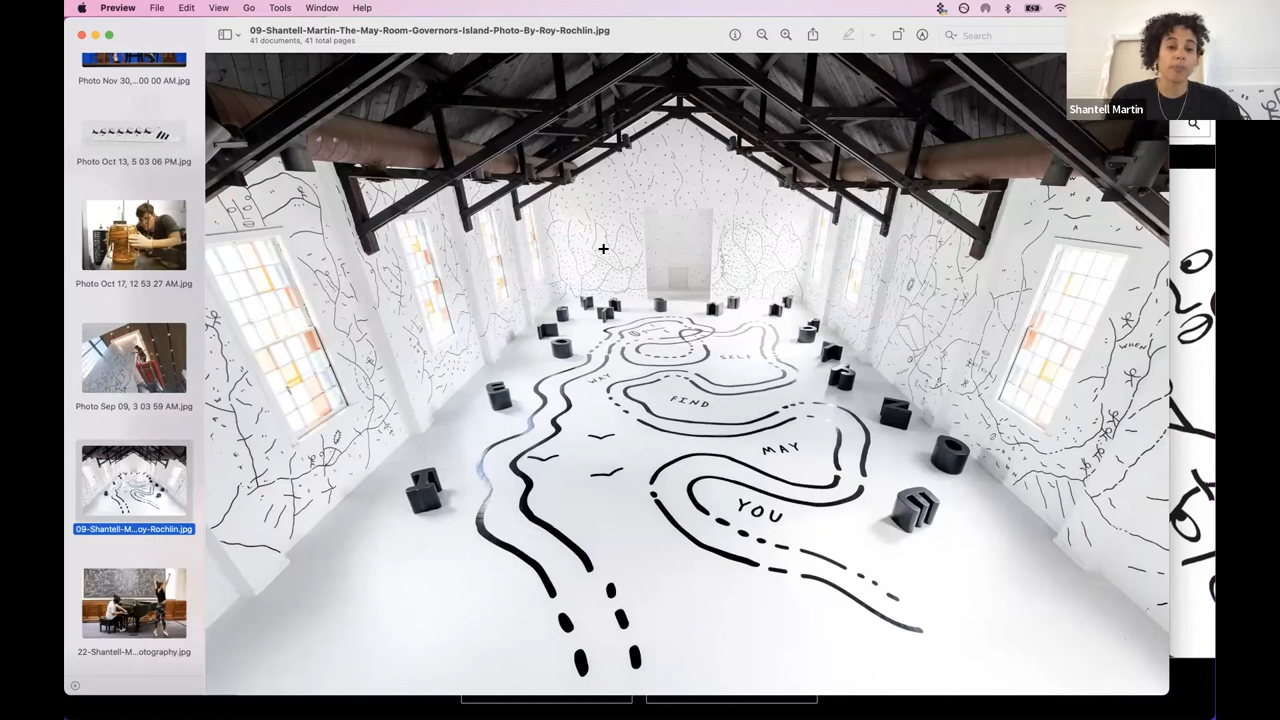 Preview File Edit View Go Tools Window Help
09-Shantell-Martin-The-May-Room-Governors-Island-Photo-By-Roy-Rochlin.jpg
41 documents, 41 total pages
Search
Shantell Martin
Photo Nov 30,...00 00 AM.jpg
Photo Oct 13, 5 03 06 PM.jpg
Photo Oct 17, 12 53 27 AM.jpg
Photo Sep 09, 3 03 59 AM.jpg
09-Shantell-M...oy-Rochlin.jpg
22-Shantell-M...otography.jpg
WHEN
SELF
WAY
FIND
MAY
YOU